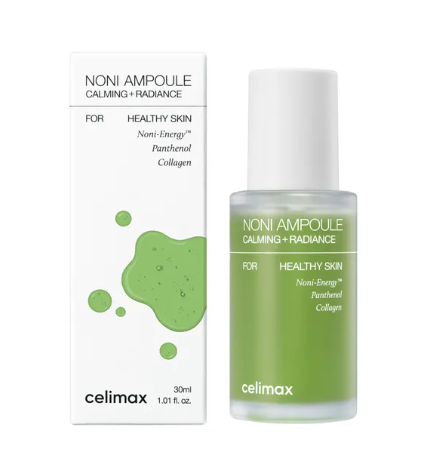 NONI AMPOULE
CALMING+RADIANCE
FOR HEALTHY SKIN
Noni-Energy™
Panthenol
Collagen
30ml
celimax 1.01 fl. oz.
NONI AMPOULE
CALMING+RADIANCE
FOR HEALTHY SKIN
Noni-Energy™
Panthenol
Collagen
celimax